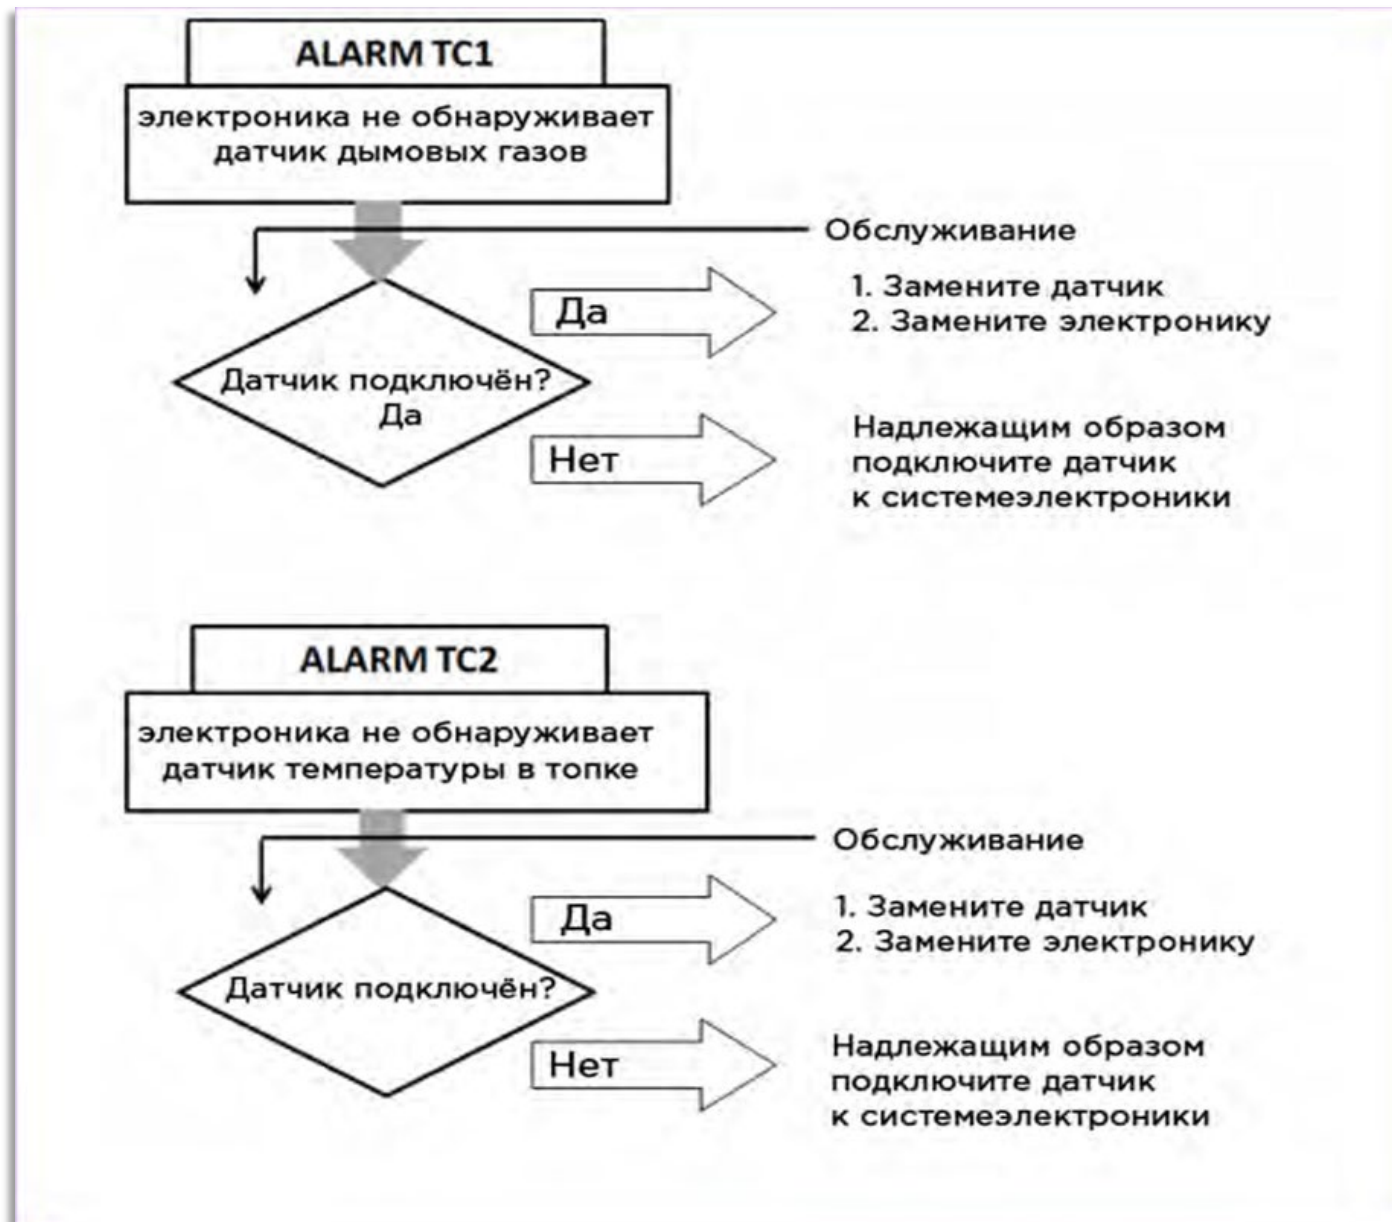 ALARM TC1
электроника не обнаруживает
датчик дымовых газов
Обслуживание
Да
1. Замените датчик
2. Замените электронику
Датчик подключён?
Да
Нет
Надлежащим образом
подключите датчик
к системеэлектроники
ALARM TC2
электроника не обнаруживает
датчик температуры в топке
Обслуживание
Да
1. Замените датчик
2. Замените электронику
Датчик подключён?
Нет
Надлежащим образом
подключите датчик
к системеэлектроники